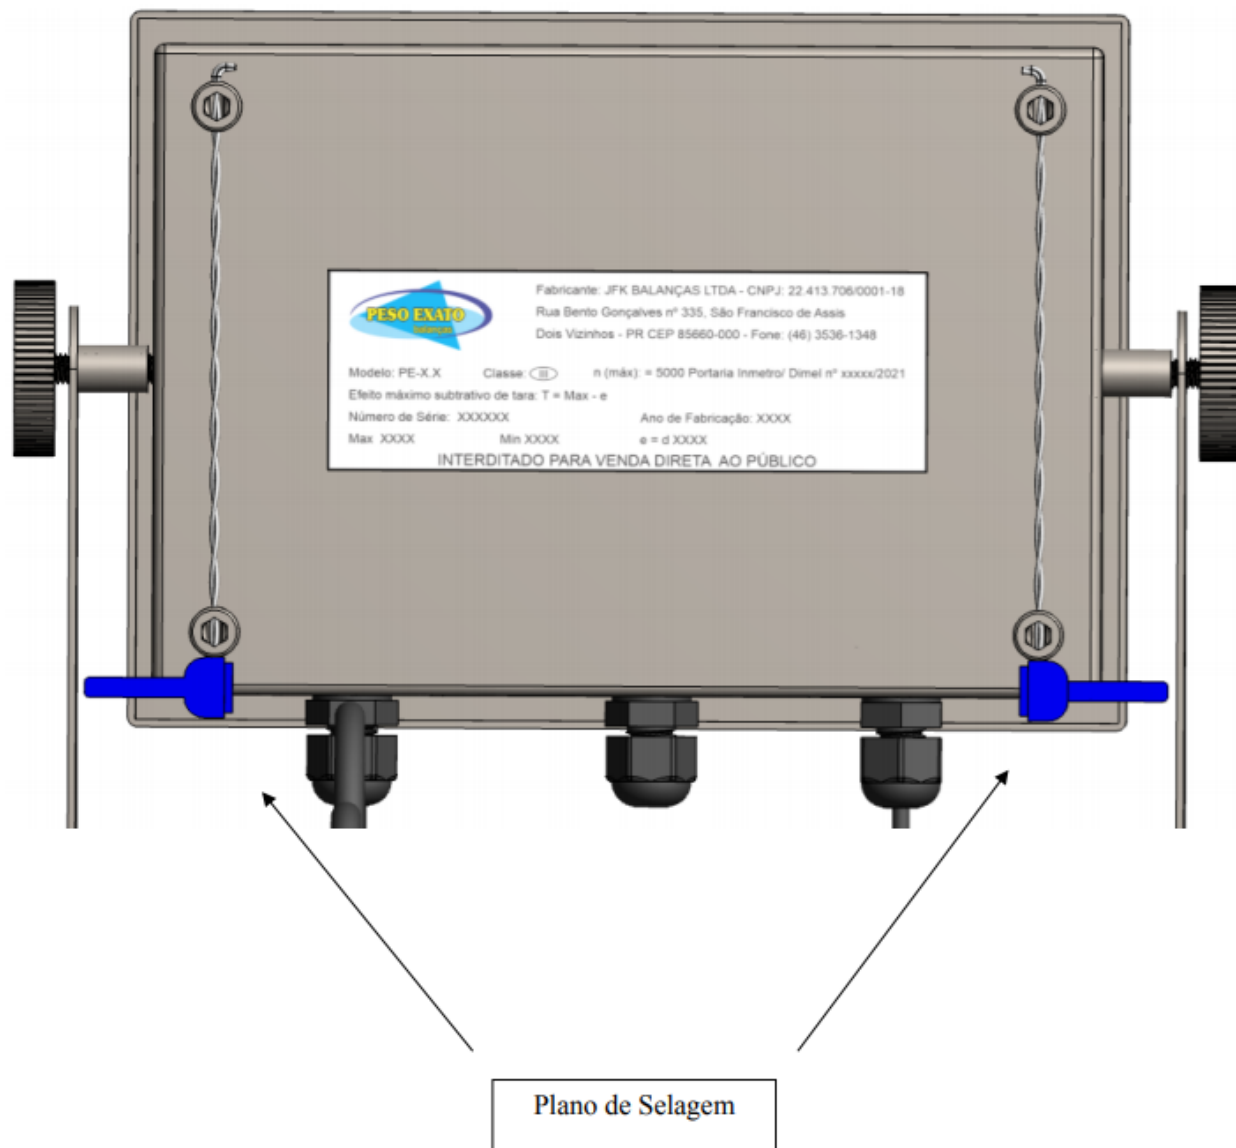 PESO EXATO
balanças
Fabricante: JFK BALANÇAS LTDA - CNPJ: 22.413.706/0001-18
Rua Bento Gonçalves nº 335, São Francisco de Assis
Dois Vizinhos - PR CEP 85660-000 - Fone: (46) 3536-1348
Modelo: PE-X.X Classe: III n (máx): = 5000 Portaria Inmetro/ Dimel nº xxxxx/2021
Efeito máximo subtrativo de tara: T = Max - e
Número de Série: XXXXXX Ano de Fabricação: XXXX
Max XXXX Min XXXX e = d XXXX
INTERDITADO PARA VENDA DIRETA AO PÚBLICO
Plano de Selagem